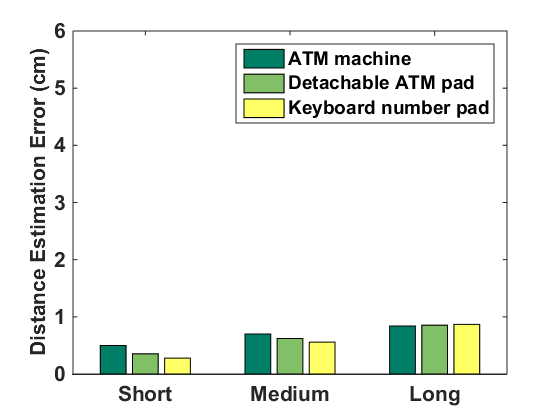 6
5
4
3
2
1
0
Distance Estimation Error (cm)
ATM machine
Detachable ATM pad
Keyboard number pad
Short Medium Long